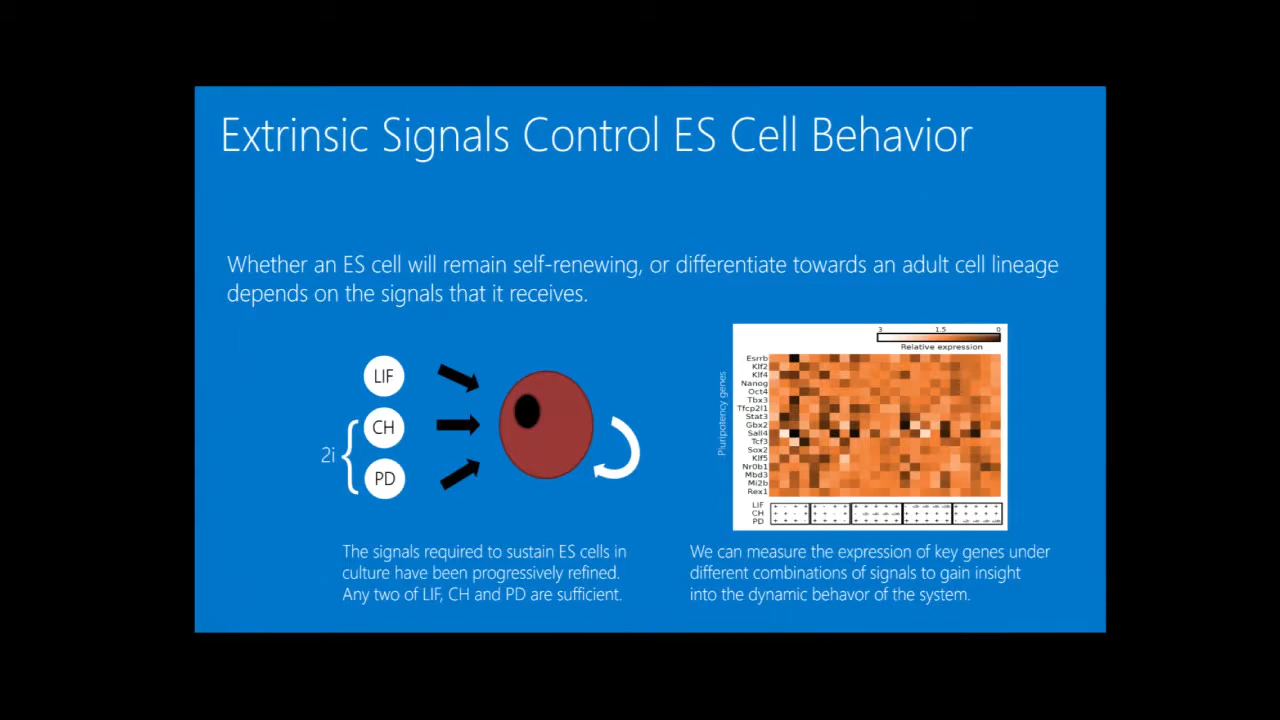 Extrinsic Signals Control ES Cell Behavior
Whether an ES cell will remain self-renewing, or differentiate towards an adult cell lineage
depends on the signals that it receives.
LIF
CH
2i
PD
The signals required to sustain ES cells in
culture have been progressively refined.
Any two of LIF, CH and PD are sufficient.
3 1.5 0
Relative expression
Pluripotency genes
Esrrb
Klf2
Klf4
Nanog
Oct4
Tbx3
Tfcp2l1
Stat3
Gbx2
Sall4
Tcf3
Sox2
Klf5
Nr0b1
Mbd3
Mi2b
Rex1
LIF
CH
PD
We can measure the expression of key genes under
different combinations of signals to gain insight
into the dynamic behavor of the system.